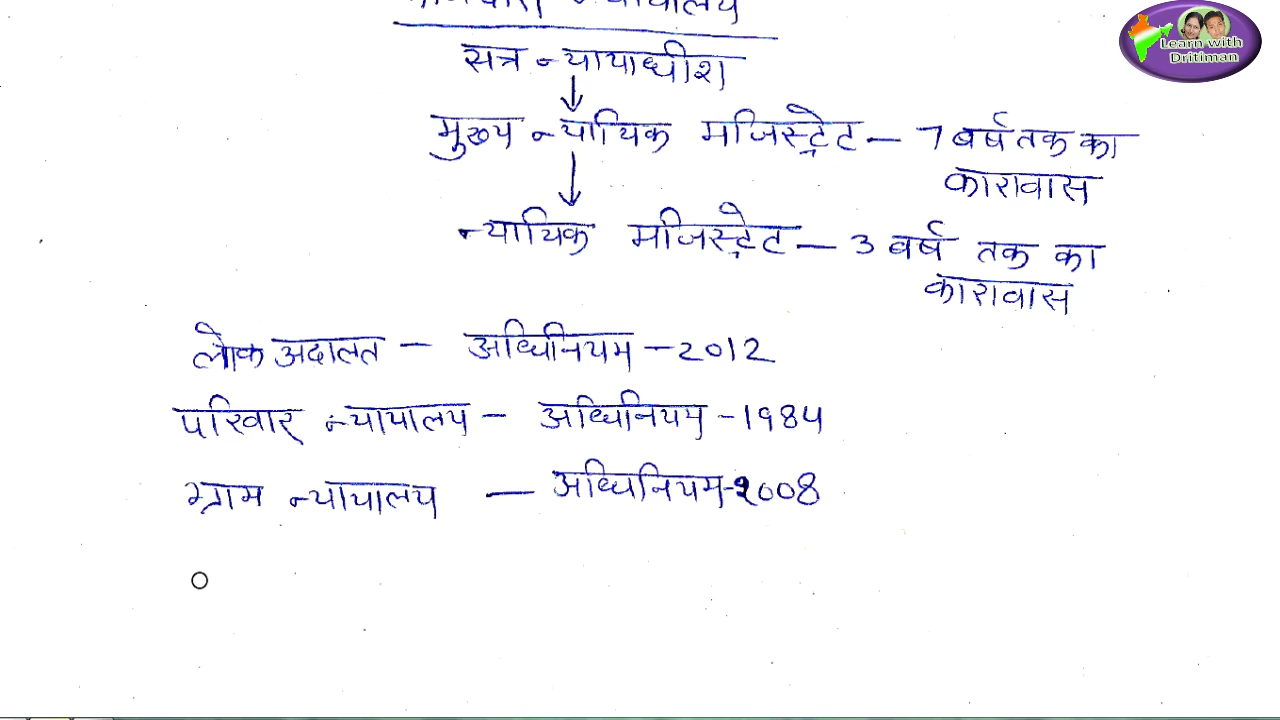 न्यायालय
Learn with
Dritiman
सत्र न्यायाधीश
मुख्य न्यायिक मजिस्ट्रेट – 7 वर्ष तक का
कारावास
न्यायिक मजिस्ट्रेट – 3 वर्ष तक का
कारावास
लोक अदालत – अधिनियम – 2012
परिवार न्यायालय – अधिनियम – 1984
ग्राम न्यायालय – अधिनियम-2008